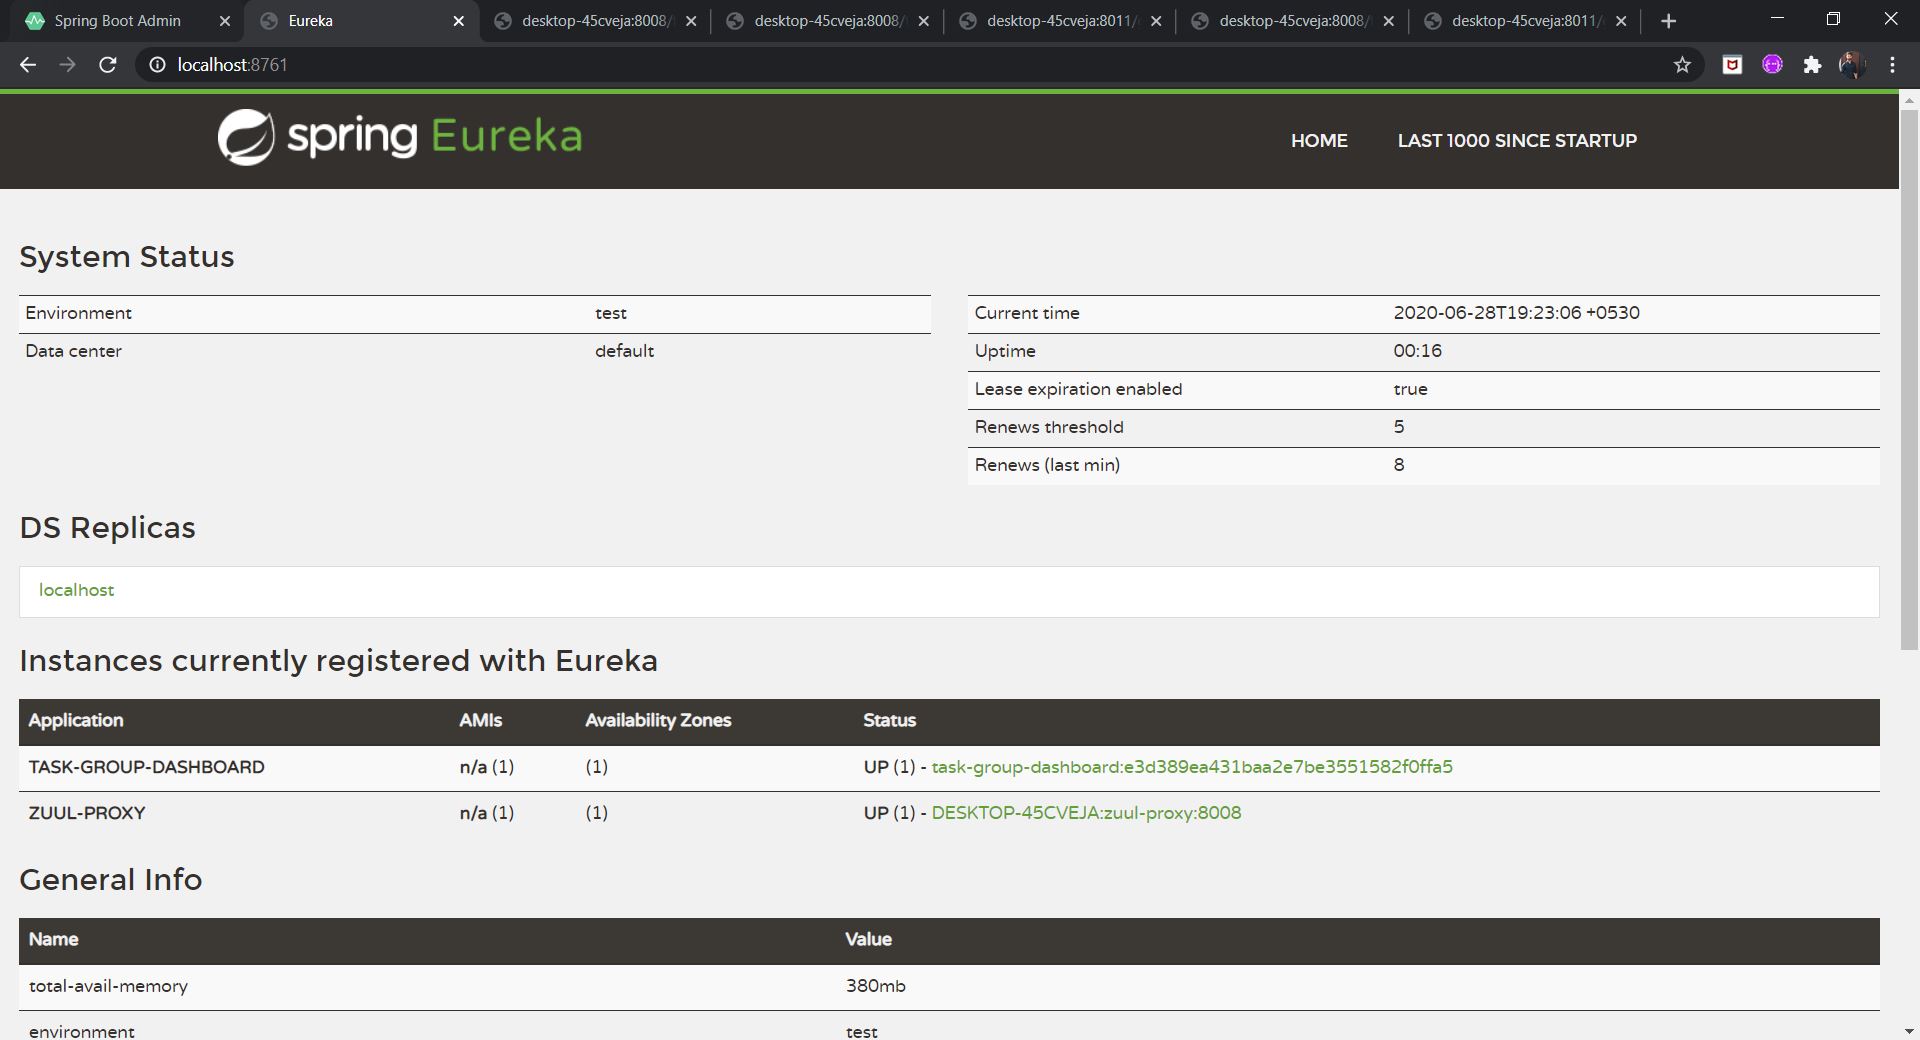 Spring Boot Admin
Eureka
desktop-45cveja:8008/
desktop-45cveja:8008/
desktop-45cveja:8011/
desktop-45cveja:8008/
desktop-45cveja:8011/
localhost:8761
spring Eureka
HOME
LAST 1000 SINCE STARTUP
System Status
Environment test
Data center default
Current time 2020-06-28T19:23:06 +0530
Uptime 00:16
Lease expiration enabled true
Renews threshold 5
Renews (last min) 8
DS Replicas
localhost
Instances currently registered with Eureka
Application AMIs Availability Zones Status
TASK-GROUP-DASHBOARD n/a (1) (1) UP (1) - task-group-dashboard:e3d389ea431baa2e7be3551582f0ffa5
ZUUL-PROXY n/a (1) (1) UP (1) - DESKTOP-45CVEJA:zuul-proxy:8008
General Info
Name Value
total-avail-memory 380mb
environment test